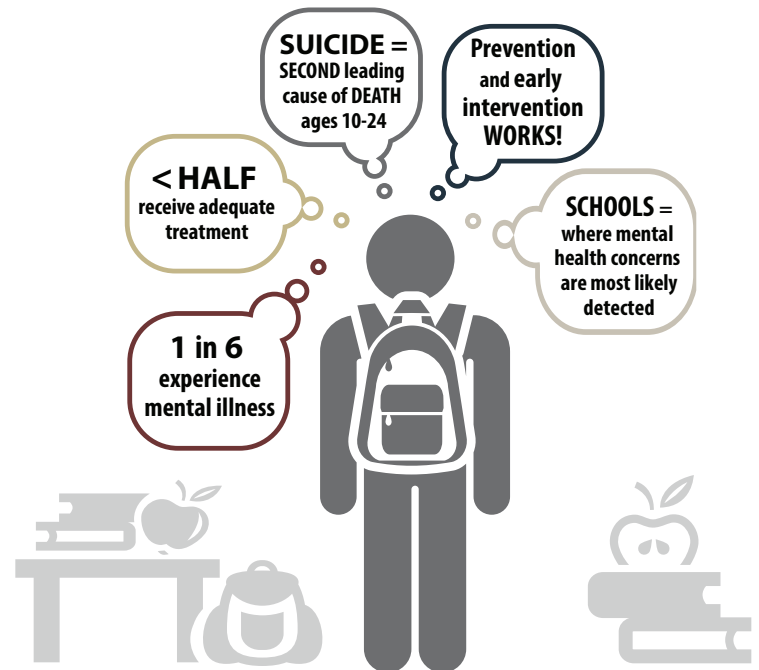 SUICIDE =
SECOND leading
cause of DEATH
ages 10-24
Prevention
and early
intervention
WORKS!
< HALF
receive adequate
treatment
SCHOOLS =
where mental
health concerns
are most likely
detected
1 in 6
experience
mental illness